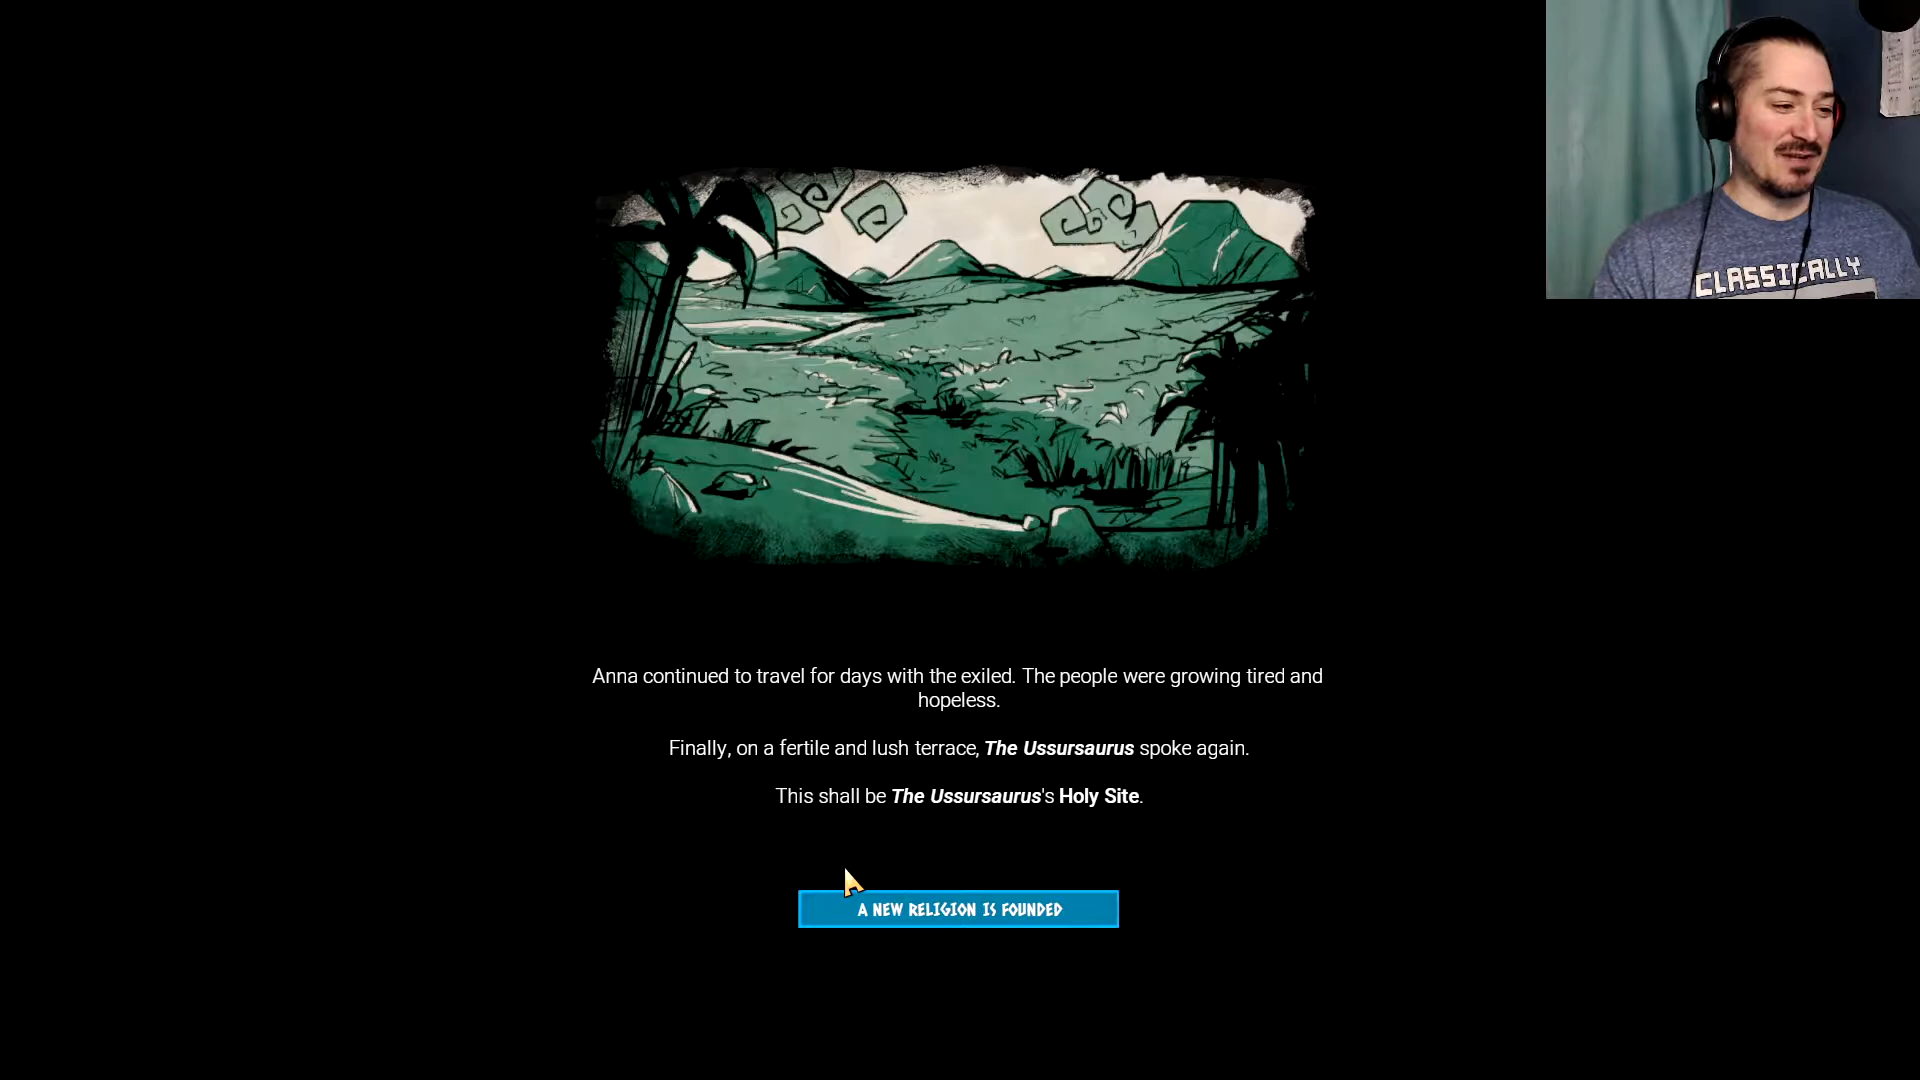 CLASSICALLY
Anna continued to travel for days with the exiled. The people were growing tired and
hopeless.
Finally, on a fertile and lush terrace, The Ussursaurus spoke again.
This shall be The Ussursaurus's Holy Site.
A NEW RELIGION IS FOUNDED